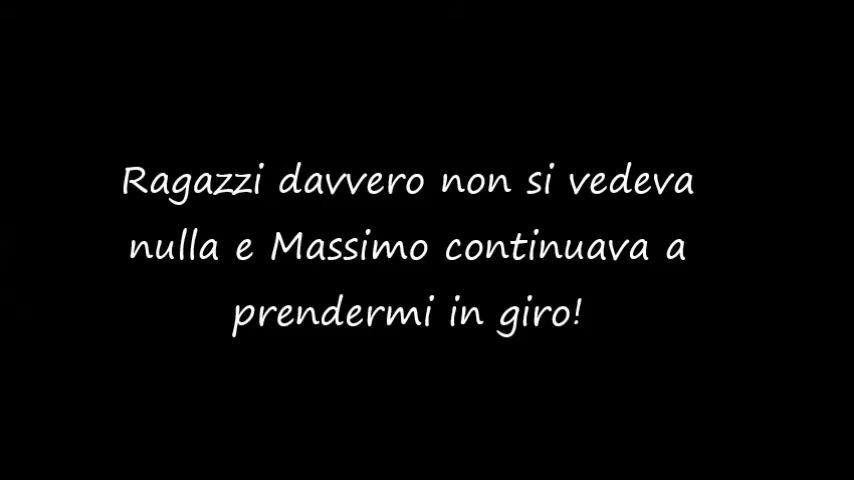 Ragazzi davvero non si vedeva
nulla e Massimo continuava a
prendermi in giro!